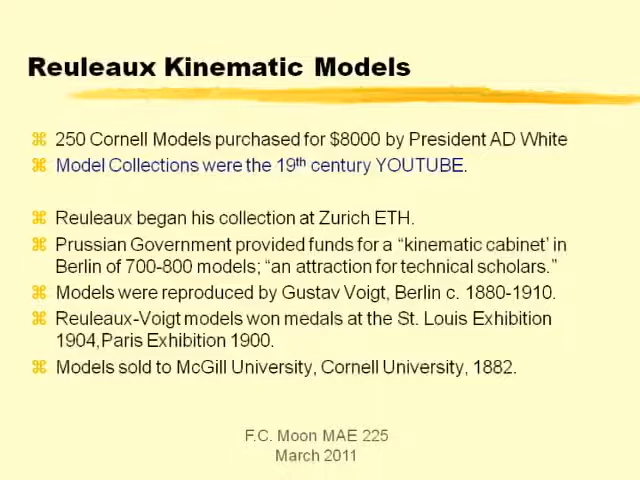 Reuleaux Kinematic Models
250 Cornell Models purchased for $8000 by President AD White
Model Collections were the 19th century YOUTUBE.
Reuleaux began his collection at Zurich ETH.
Prussian Government provided funds for a “kinematic cabinet’ in
Berlin of 700-800 models; “an attraction for technical scholars.”
Models were reproduced by Gustav Voigt, Berlin c. 1880-1910.
Reuleaux-Voigt models won medals at the St. Louis Exhibition
1904,Paris Exhibition 1900.
Models sold to McGill University, Cornell University, 1882.
F.C. Moon MAE 225
March 2011